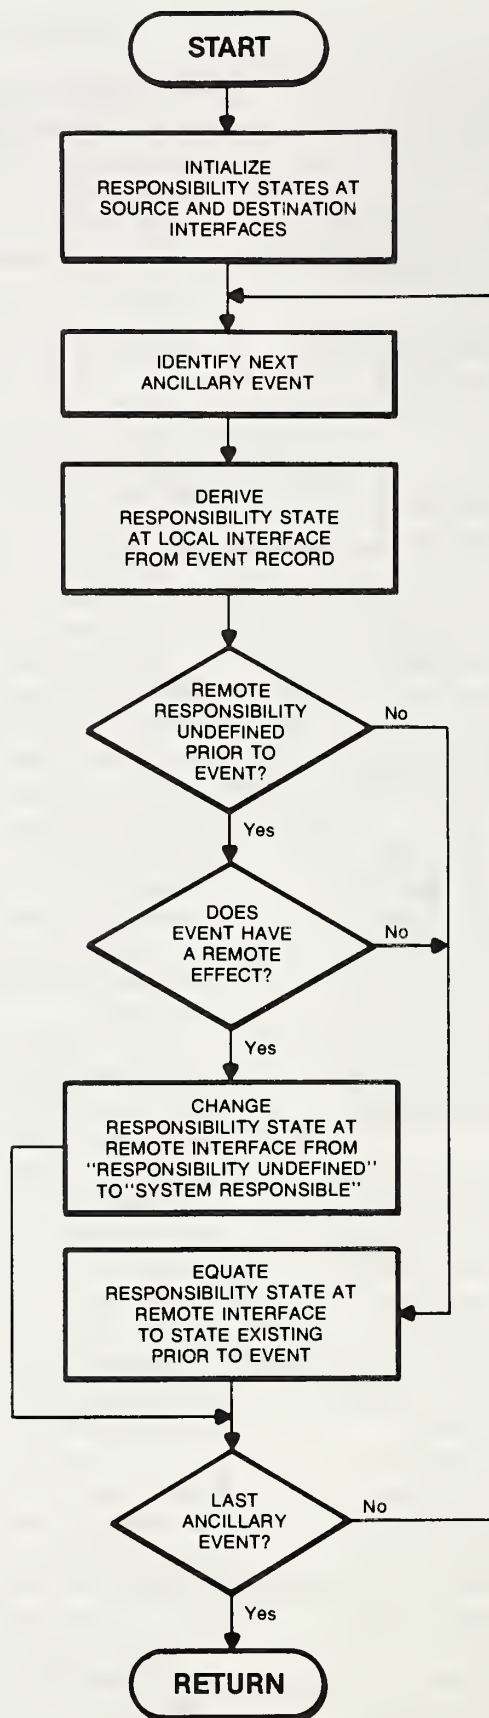 START
INTIALIZE
RESPONSIBILITY STATES AT
SOURCE AND DESTINATION
INTERFACES
IDENTIFY NEXT
ANCILLARY EVENT
DERIVE
RESPONSIBILITY STATE
AT LOCAL INTERFACE
FROM EVENT RECORD
REMOTE
RESPONSIBILITY
UNDEFINED
PRIOR TO
EVENT?
No
Yes
DOES
EVENT HAVE
A REMOTE
EFFECT?
No
Yes
CHANGE
RESPONSIBILITY STATE AT
REMOTE INTERFACE FROM
"RESPONSIBILITY UNDEFINED"
TO"SYSTEM RESPONSIBLE"
EQUATE
RESPONSIBILITY STATE AT
REMOTE INTERFACE
TO STATE EXISTING
PRIOR TO EVENT
LAST
ANCILLARY
EVENT?
No
Yes
RETURN